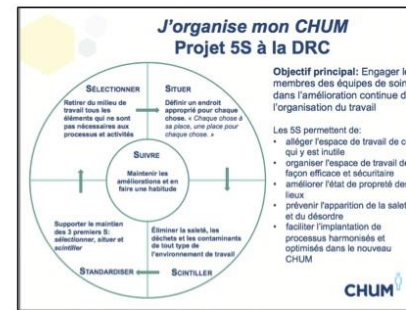 J'organise mon CHUM
Projet 5S à la DRC
SÉLECTIONNER
Retirer du milieu de
travail tous les
éléments qui ne sont
pas nécessaires aux
processus et activités
SITUER
Définir un endroit
approprié pour chaque
chose. « Chaque chose à
sa place, une place pour
chaque chose. »
SUIVRE
Maintenir les
améliorations et en
faire une habitude
Supporter le maintien
des 3 premiers S:
sélectionner, situer et
scintiller
STANDARDISER
Éliminer la saleté, les
déchets et les contaminants
de tout type de
l'environnement de travail
SCINTILLER
Objectif principal: Engager
membres des équipes de
dans l'amélioration continue
l'organisation du travail
Les 5S permettent de:
• alléger l'espace de travail de
qui y est inutile
• organiser l'espace de travail
façon efficace et sécuritaire
• améliorer l'état de propreté
lieux
• prévenir l'apparition de la
et du désordre
• faciliter l'implantation de
processus harmonisés et
optimisés dans le nouveau
CHUM
CHUM